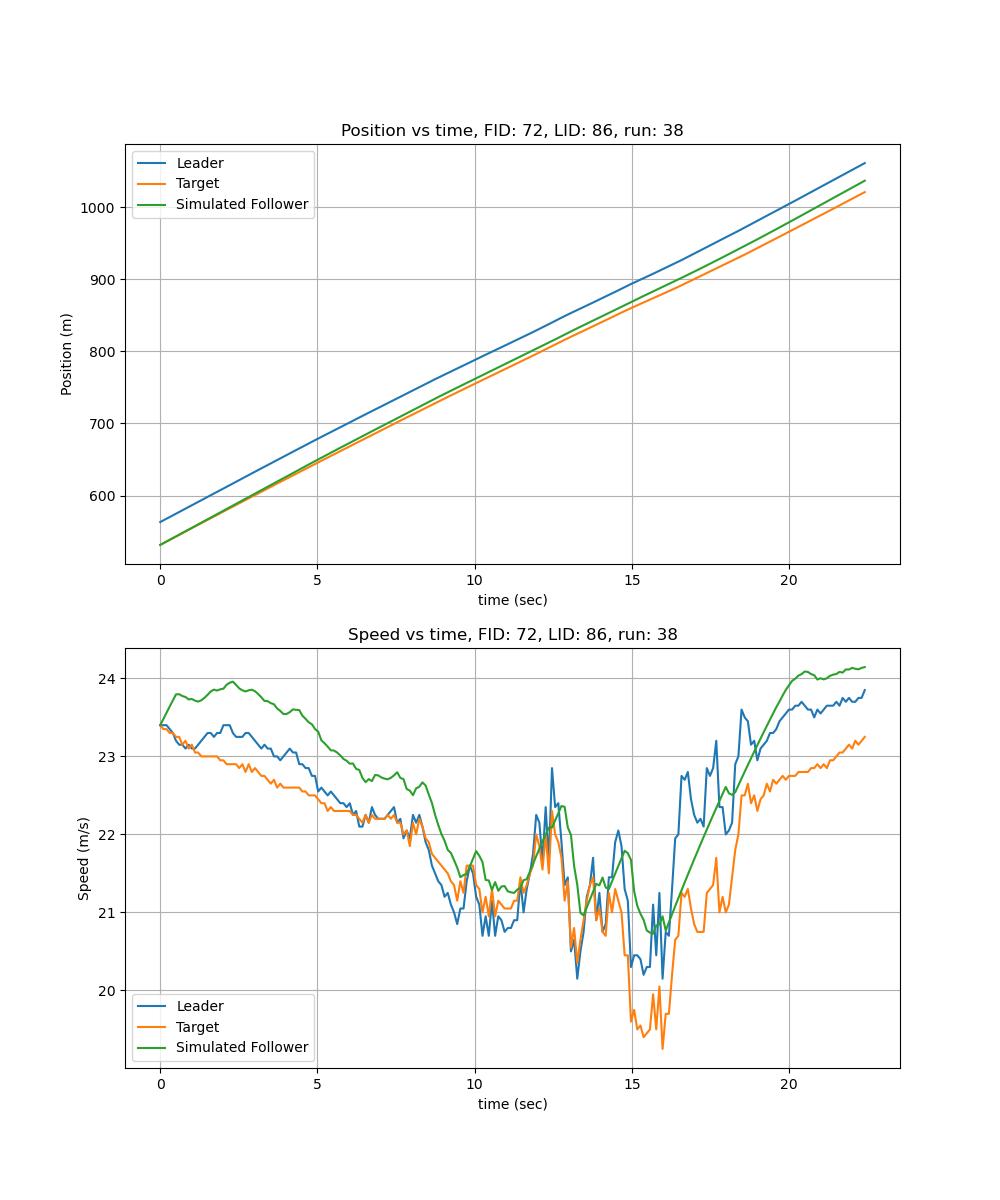 Position vs time, FID: 72, LID: 86, run: 38
Leader
Target
Simulated Follower
1000
900
800
700
600
Position (m)
0 5 10 15 20
time (sec)
Speed vs time, FID: 72, LID: 86, run: 38
24
23
22
21
20
Speed (m/s)
Leader
Target
Simulated Follower
0 5 10 15 20
time (sec)